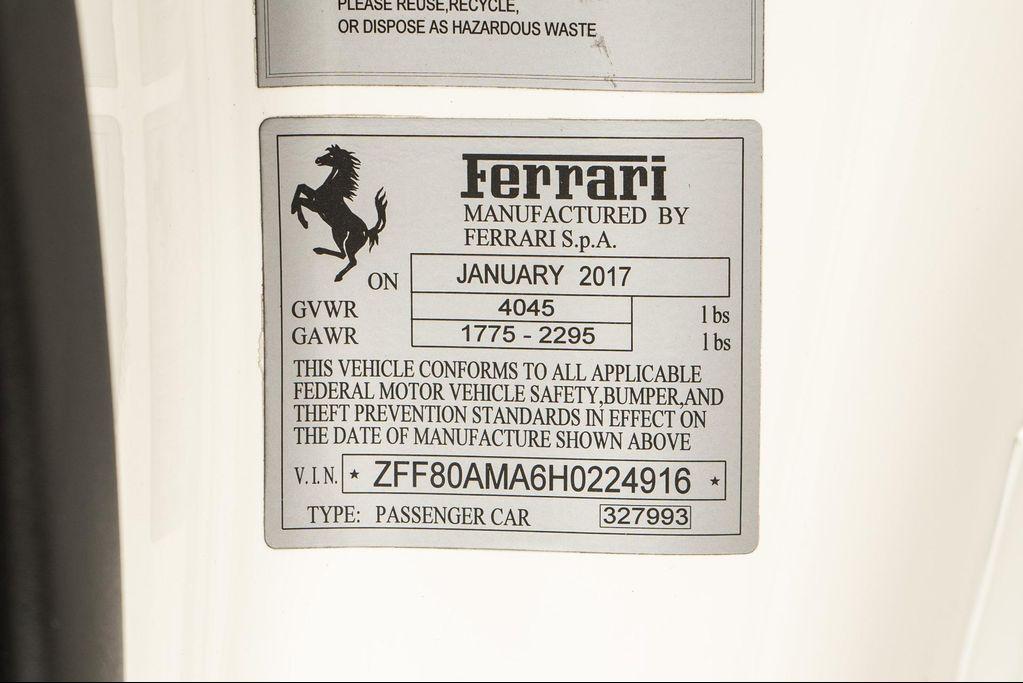 PLEASE REUSE,RECYCLE,
OR DISPOSE AS HAZARDOUS WASTE
Ferrari
MANUFACTURED BY
FERRARI S.p.A.
ON JANUARY 2017
GVWR 4045 lbs
GAWR 1775 - 2295 lbs
THIS VEHICLE CONFORMS TO ALL APPLICABLE
FEDERAL MOTOR VEHICLE SAFETY,BUMPER,AND
THEFT PREVENTION STANDARDS IN EFFECT ON
THE DATE OF MANUFACTURE SHOWN ABOVE
V.I.N. * ZFF80AMA6H0224916 *
TYPE: PASSENGER CAR 327993